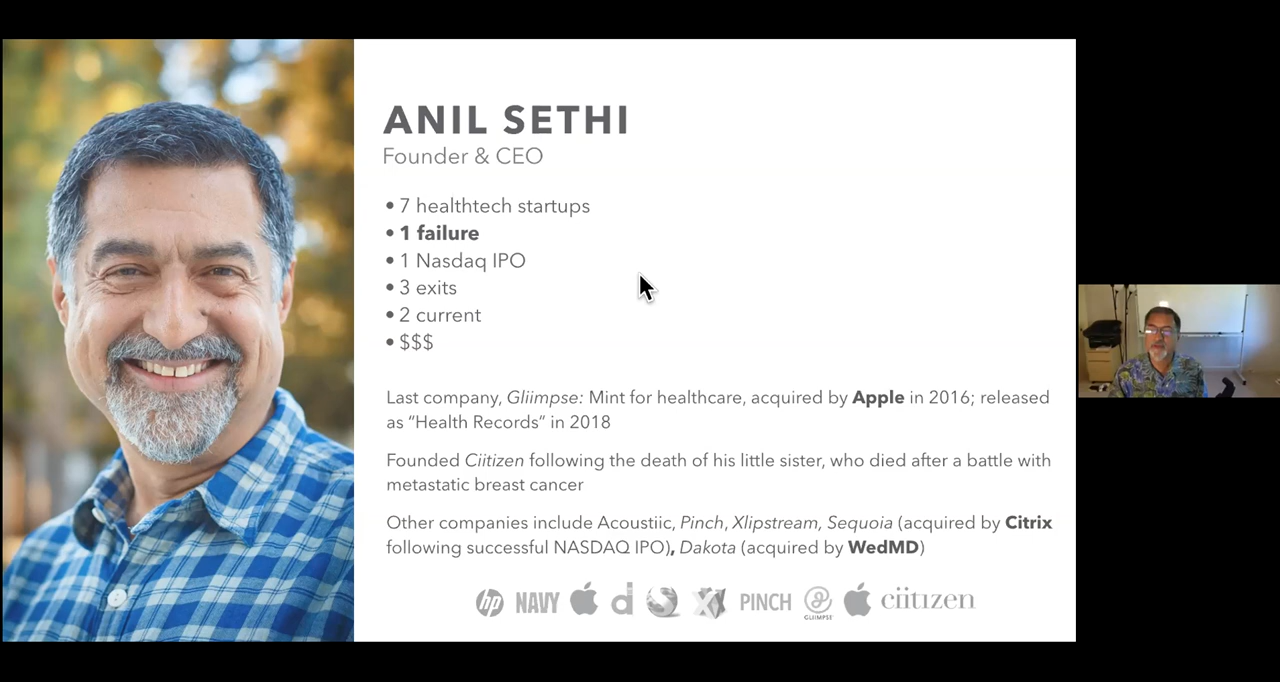 ANIL SETHI
Founder & CEO
• 7 healthtech startups
• 1 failure
• 1 Nasdaq IPO
• 3 exits
• 2 current
• $$$
Last company, Gliimpse: Mint for healthcare, acquired by Apple in 2016; released
as “Health Records” in 2018
Founded Ciitizen following the death of his little sister, who died after a battle with
metastatic breast cancer
Other companies include Acoustiic, Pinch, Xlipstream, Sequoia (acquired by Citrix
following successful NASDAQ IPO), Dakota (acquired by WedMD)
hp NAVY d X PINCH GLIIMPSE ciitizen